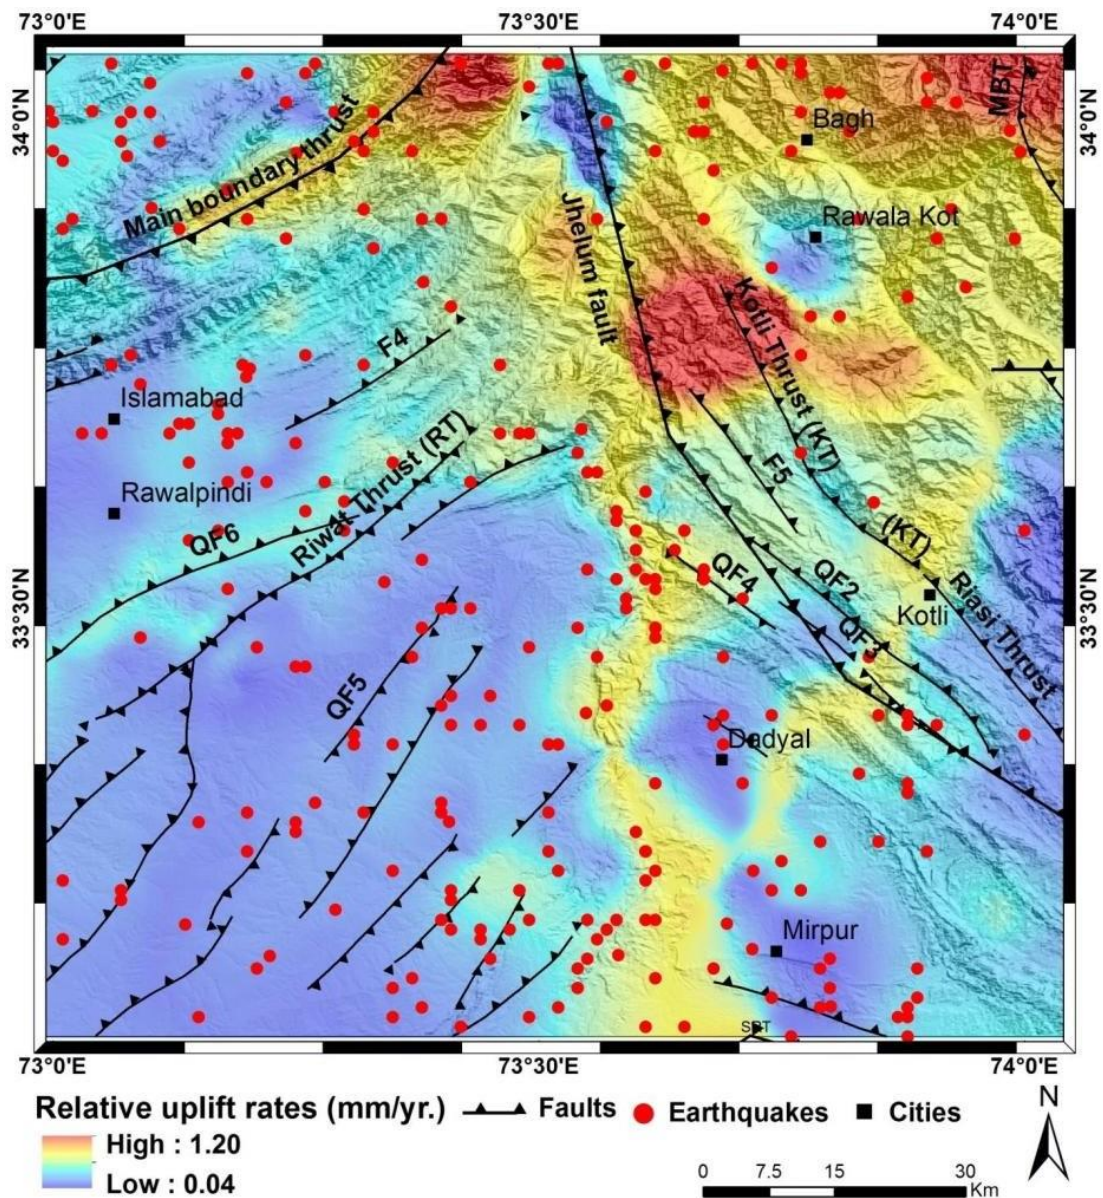 73°0'E 73°30'E 74°0'E
34°0'N
34°0'N
MBT
Bagh
Main boundary thrust
Rawala Kot
Jhelum fault
Kotli Thrust (KT)
F4
Islamabad
Riwat Thrust (RT)
F5
Rawalpindi
QF6
(KT)
QF4
QF2
Riasi Thrust
33°30'N
33°30'N
Kotli
QF3
QF5
Dadyal
Mirpur
SBT
73°0'E 73°30'E 74°0'E
Relative uplift rates (mm/yr.) Faults Earthquakes Cities
N
High : 1.20
Low : 0.04
0 7.5 15 30
Km